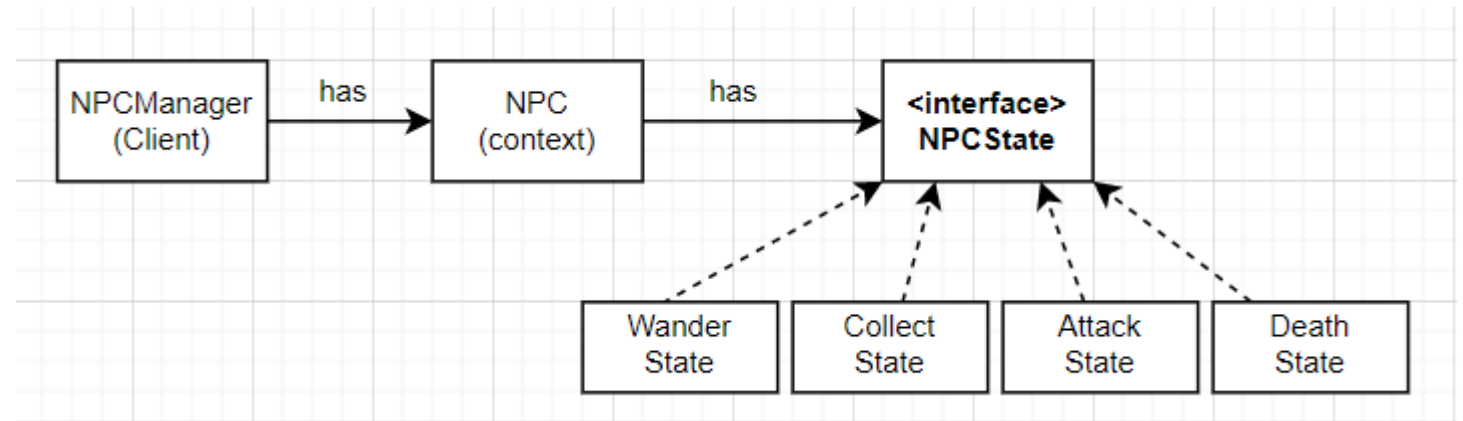 NPCManager
(Client)
has
NPC
(context)
has
<interface>
NPCState
Wander
State
Collect
State
Attack
State
Death
State